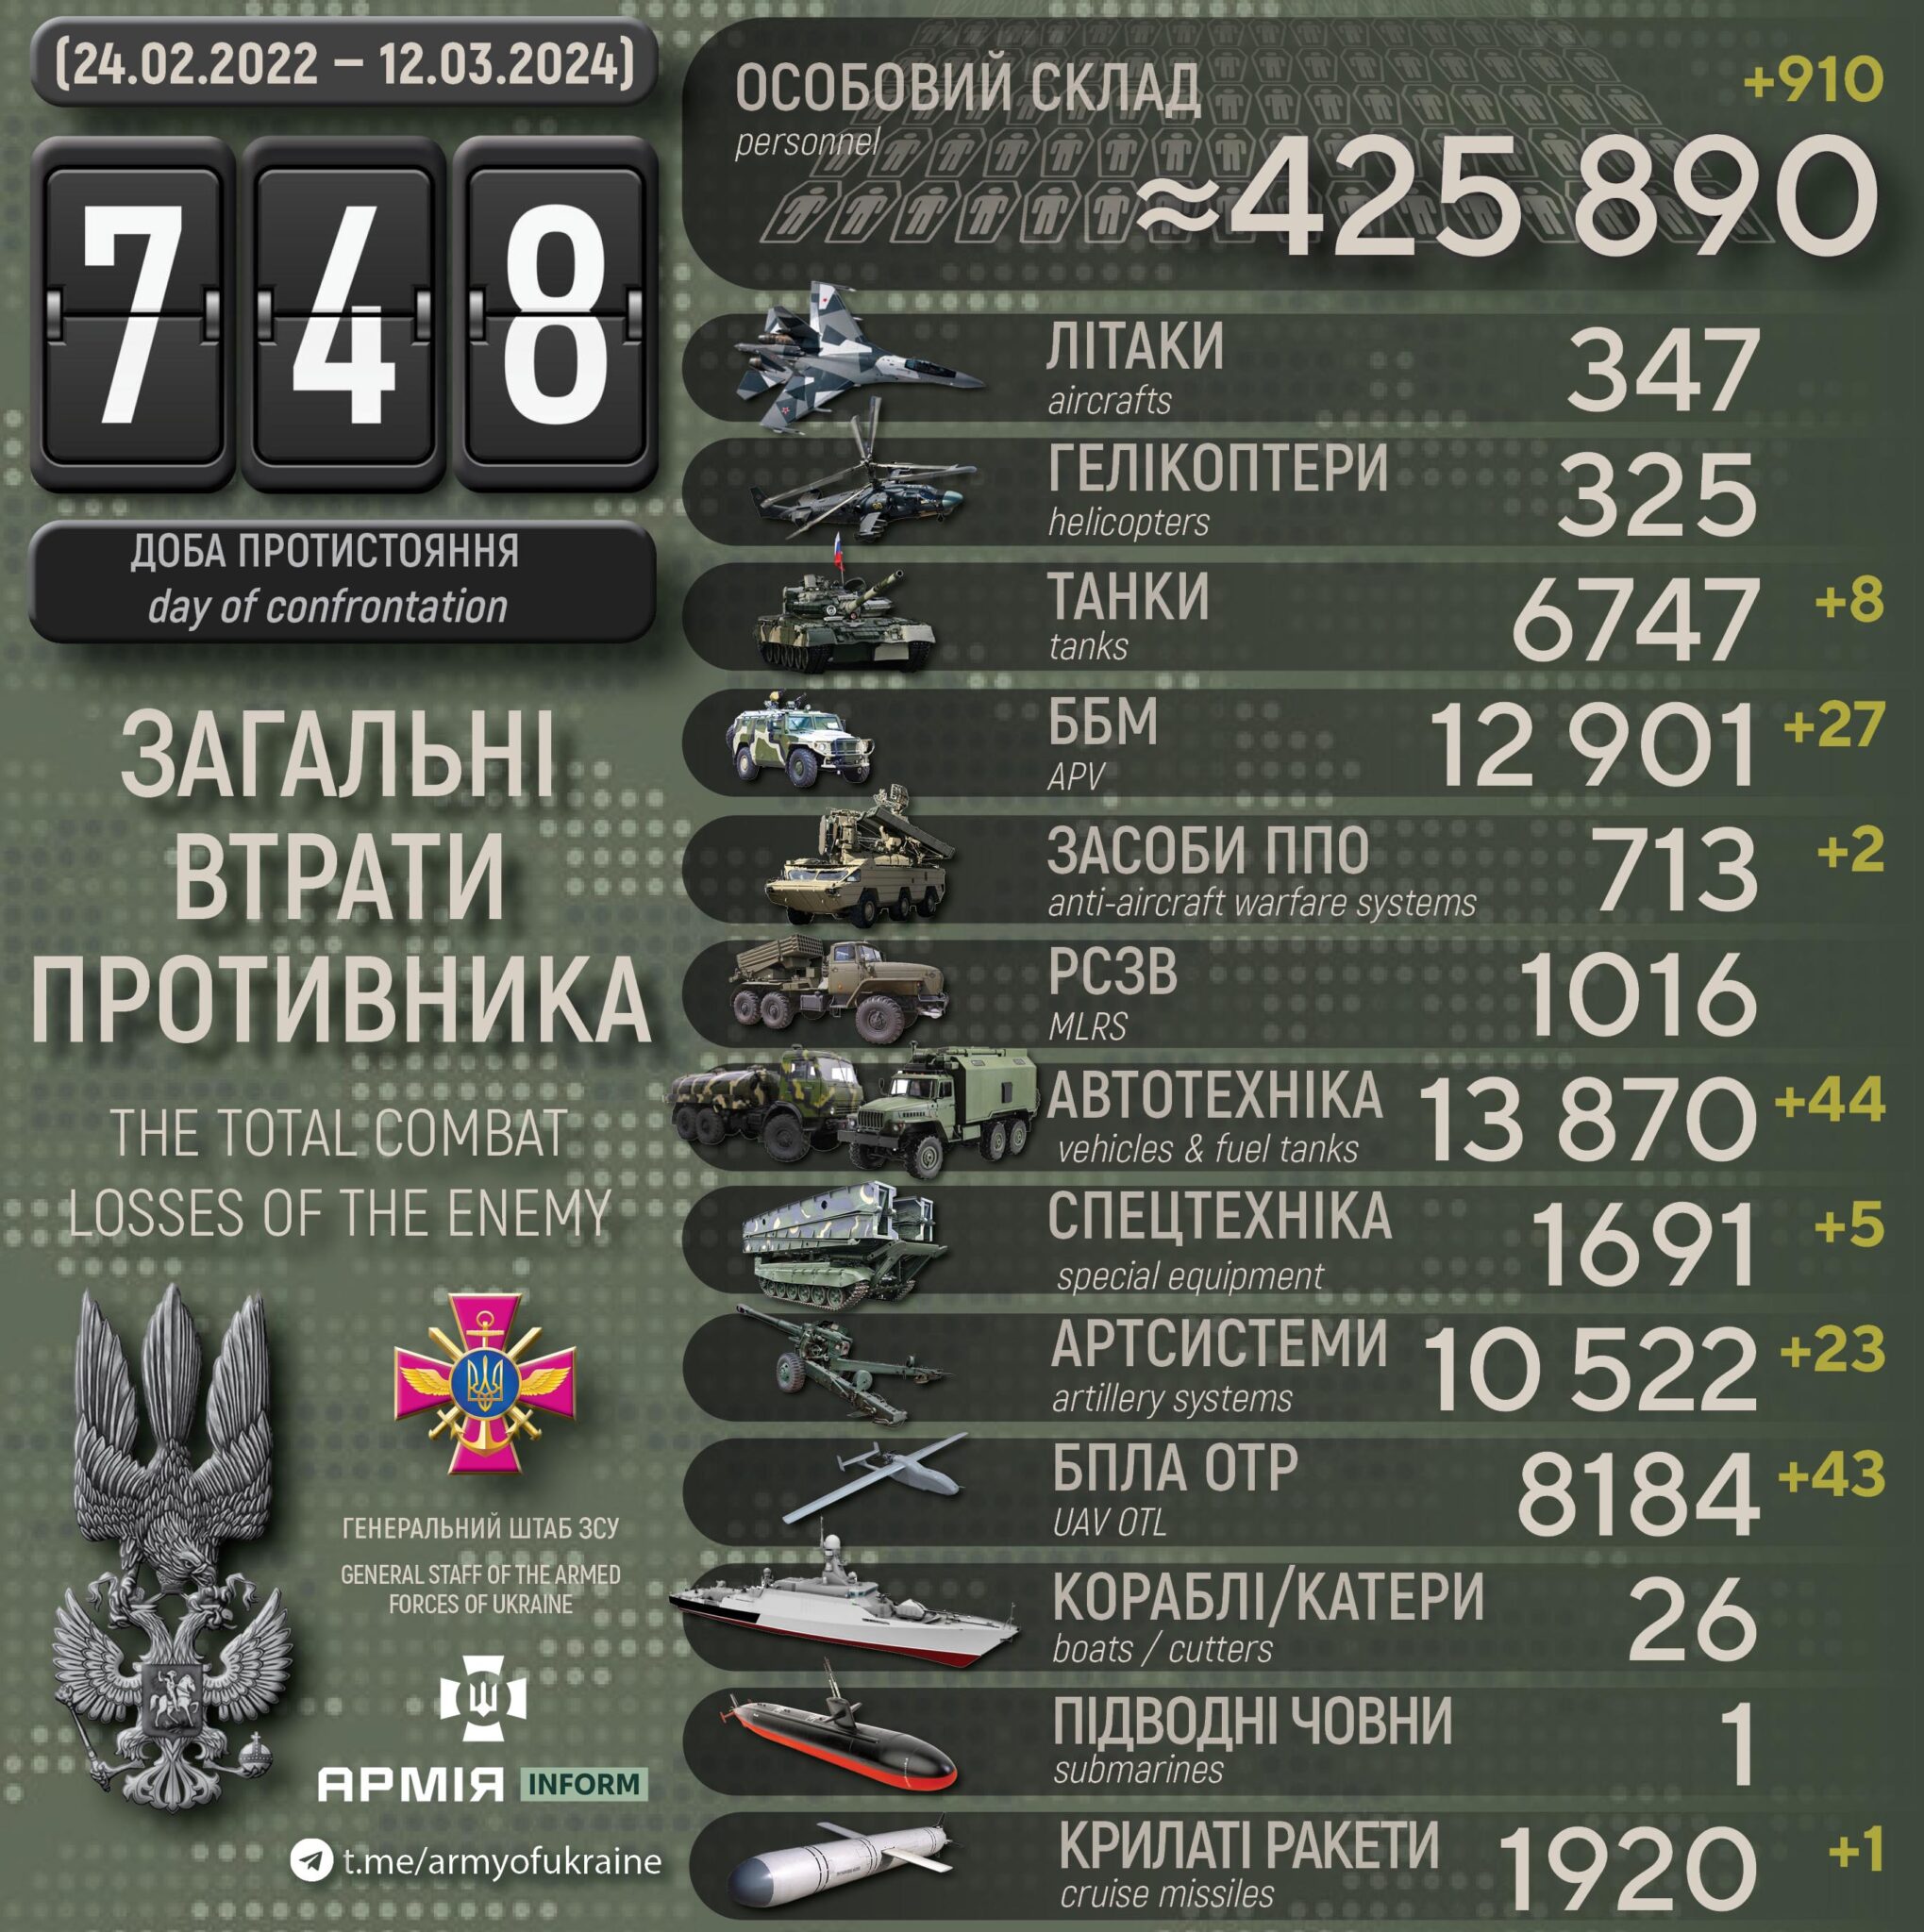 (24.02.2022 – 12.03.2024)
748
ДОБА ПРОТИСТОЯННЯ
day of confrontation
ЗАГАЛЬНІ
ВТРАТИ
ПРОТИВНИКА
THE TOTAL COMBAT
LOSSES OF THE ENEMY
ГЕНЕРАЛЬНИЙ ШТАБ ЗСУ
GENERAL STAFF OF THE ARMED
FORCES OF UKRAINE
АРМІЯ INFORM
t.me/armyofukraine
ОСОБОВИЙ СКЛАД +910
personnel
≈425 890
ЛІТАКИ 347
aircrafts
ГЕЛІКОПТЕРИ 325
helicopters
ТАНКИ 6747 +8
tanks
ББМ 12 901 +27
APV
ЗАСОБИ ППО 713 +2
anti-aircraft warfare systems
РСЗВ 1016
MLRS
АВТОТЕХНІКА 13 870 +44
vehicles & fuel tanks
СПЕЦТЕХНІКА 1691 +5
special equipment
АРТСИСТЕМИ 10 522 +23
artillery systems
БПЛА ОТР 8184 +43
UAV OTL
КОРАБЛІ/КАТЕРИ 26
boats / cutters
ПІДВОДНІ ЧОВНИ 1
submarines
КРИЛАТІ РАКЕТИ 1920 +1
cruise missiles